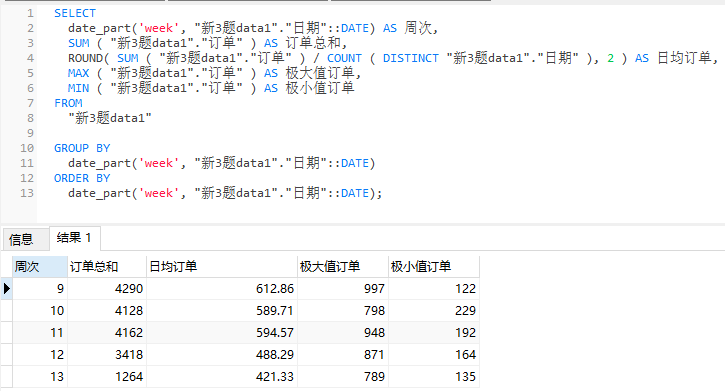 1 SELECT
2 date_part('week', "新3题data1"."日期"::DATE) AS 周次,
3 SUM ( "新3题data1"."订单" ) AS 订单总和,
4 ROUND( SUM ( "新3题data1"."订单" ) / COUNT ( DISTINCT "新3题data1"."日期" ), 2 ) AS 日均订单,
5 MAX ( "新3题data1"."订单" ) AS 极大值订单,
6 MIN ( "新3题data1"."订单" ) AS 极小值订单
7 FROM
8 "新3题data1"
9
10 GROUP BY
11 date_part('week', "新3题data1"."日期"::DATE)
12 ORDER BY
13 date_part('week', "新3题data1"."日期"::DATE);
信息 结果 1
周次 订单总和 日均订单 极大值订单 极小值订单
9 4290 612.86 997 122
10 4128 589.71 798 229
11 4162 594.57 948 192
12 3418 488.29 871 164
13 1264 421.33 789 135